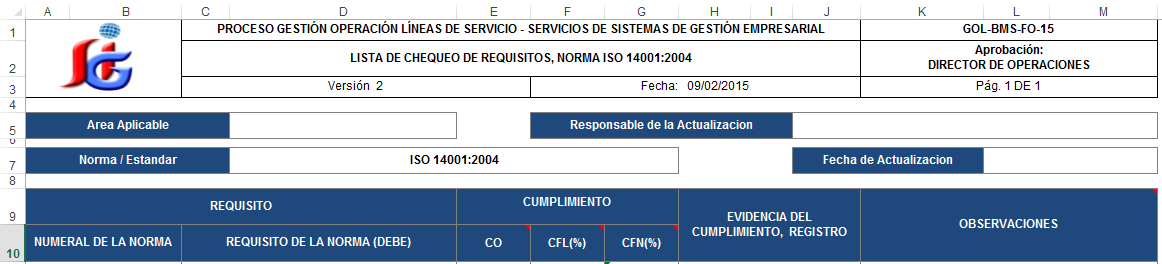 A B C D E F G H I J K L M
1 PROCESO GESTIÓN OPERACIÓN LÍNEAS DE SERVICIO - SERVICIOS DE SISTEMAS DE GESTIÓN EMPRESARIAL GOL-BMS-FO-15
2 LISTA DE CHEQUEO DE REQUISITOS, NORMA ISO 14001:2004 Aprobación:
DIRECTOR DE OPERACIONES
3 Versión 2 Fecha: 09/02/2015 Pág. 1 DE 1
4
5 Area Aplicable Responsable de la Actualizacion
6
7 Norma / Estandar ISO 14001:2004 Fecha de Actualizacion
8
9 REQUISITO CUMPLIMIENTO EVIDENCIA DEL
CUMPLIMIENTO, REGISTRO OBSERVACIONES
10 NUMERAL DE LA NORMA REQUISITO DE LA NORMA (DEBE) CO CFL(%) CFN(%)